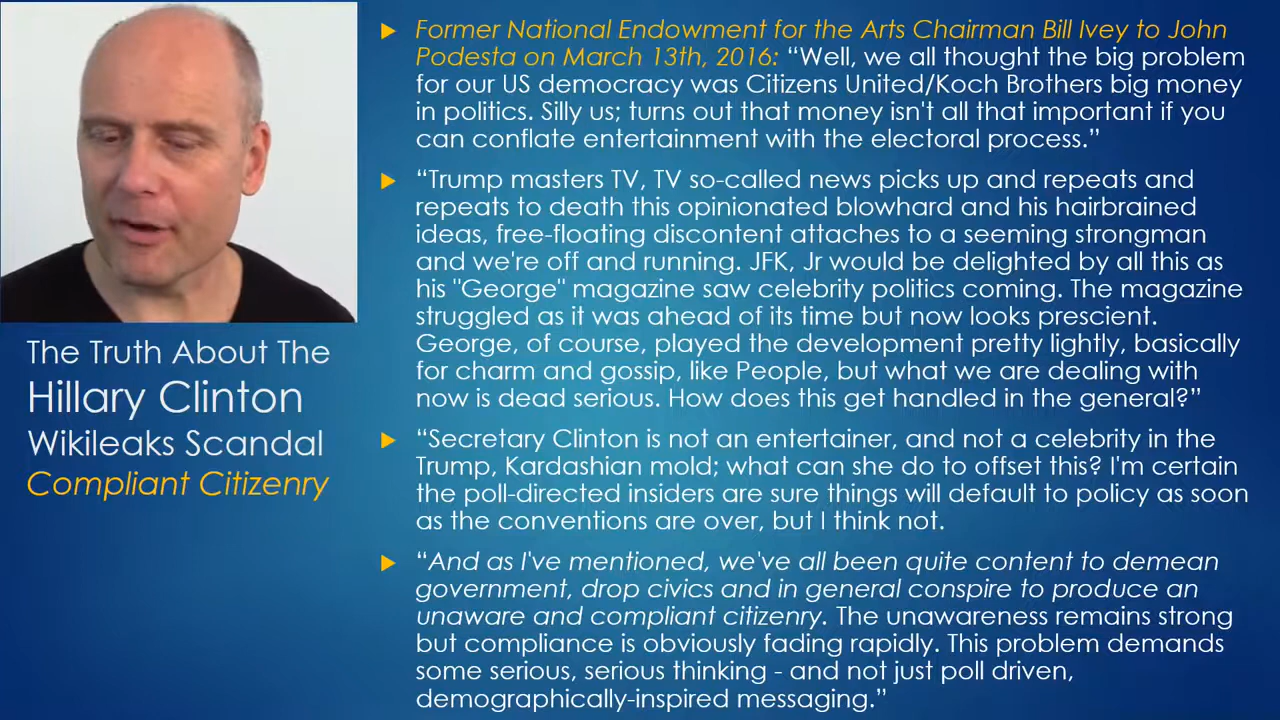 Former National Endowment for the Arts Chairman Bill Ivey to John
Podesta on March 13th, 2016: “Well, we all thought the big problem
for our US democracy was Citizens United/Koch Brothers big money
in politics. Silly us; turns out that money isn't all that important if you
can conflate entertainment with the electoral process.”
“Trump masters TV, TV so-called news picks up and repeats and
repeats to death this opinionated blowhard and his hairbrained
ideas, free-floating discontent attaches to a seeming strongman
and we're off and running. JFK, Jr would be delighted by all this as
his "George" magazine saw celebrity politics coming. The magazine
struggled as it was ahead of its time but now looks prescient.
George, of course, played the development pretty lightly, basically
for charm and gossip, like People, but what we are dealing with
now is dead serious. How does this get handled in the general?”
“Secretary Clinton is not an entertainer, and not a celebrity in the
Trump, Kardashian mold; what can she do to offset this? I'm certain
the poll-directed insiders are sure things will default to policy as soon
as the conventions are over, but I think not.
“And as I've mentioned, we've all been quite content to demean
government, drop civics and in general conspire to produce an
unaware and compliant citizenry. The unawareness remains strong
but compliance is obviously fading rapidly. This problem demands
some serious, serious thinking - and not just poll driven,
demographically-inspired messaging.”
The Truth About The
Hillary Clinton
Wikileaks Scandal
Compliant Citizenry